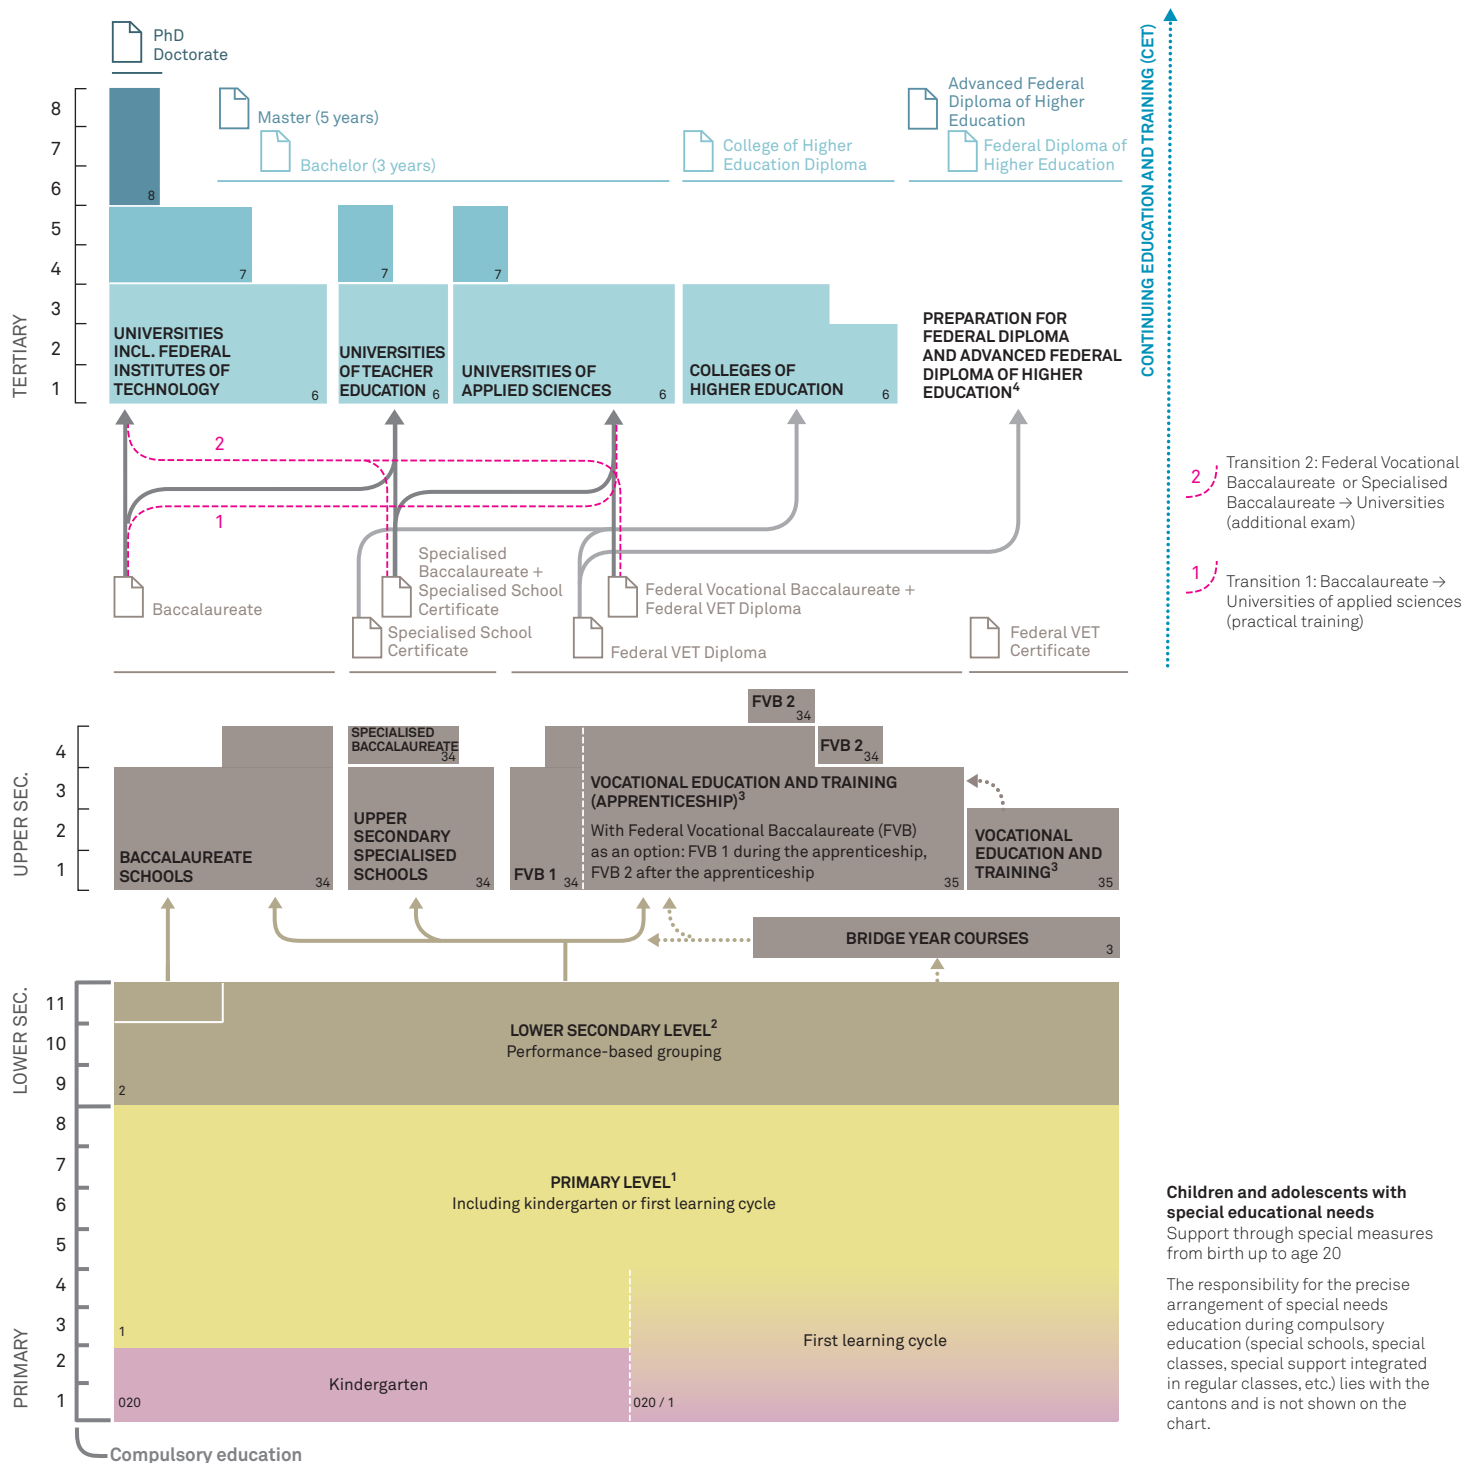 PhD
Doctorate
Master (5 years)
Bachelor (3 years)
College of Higher
Education Diploma
Advanced Federal
Diploma of Higher
Education
Federal Diploma of
Higher Education
CONTINUING EDUCATION AND TRAINING (CET)
TERTIARY
8
7
6
5
4
3
2
1
8
7
7
7
UNIVERSITIES
INCL. FEDERAL
INSTITUTES OF
TECHNOLOGY
6
UNIVERSITIES
OF TEACHER
EDUCATION 6
UNIVERSITIES OF
APPLIED SCIENCES
6
COLLEGES OF
HIGHER EDUCATION
6
PREPARATION FOR
FEDERAL DIPLOMA
AND ADVANCED FEDERAL
DIPLOMA OF HIGHER
EDUCATION4
2
1
2
Transition 2: Federal Vocational
Baccalaureate or Specialised
Baccalaureate → Universities
(additional exam)
1
Transition 1: Baccalaureate →
Universities of applied sciences
(practical training)
Baccalaureate
Specialised
Baccalaureate +
Specialised School
Certificate
Specialised School
Certificate
Federal Vocational Baccalaureate +
Federal VET Diploma
Federal VET Diploma
Federal VET
Certificate
UPPER SEC.
4
3
2
1
BACCALAUREATE
SCHOOLS
34
SPECIALISED
BACCALAUREATE
34
UPPER
SECONDARY
SPECIALISED
SCHOOLS
34
FVB 1 34
FVB 2
34
FVB 2
34
VOCATIONAL EDUCATION AND TRAINING
(APPRENTICESHIP)3
With Federal Vocational Baccalaureate (FVB)
as an option: FVB 1 during the apprenticeship,
FVB 2 after the apprenticeship
35
VOCATIONAL
EDUCATION AND
TRAINING3
35
BRIDGE YEAR COURSES
3
LOWER SEC.
11
10
9
LOWER SECONDARY LEVEL2
Performance-based grouping
2
PRIMARY
8
7
6
5
4
3
2
1
PRIMARY LEVEL1
Including kindergarten or first learning cycle
1
First learning cycle
Kindergarten
020
020 / 1
Compulsory education
Children and adolescents with
special educational needs
Support through special measures
from birth up to age 20
The responsibility for the precise
arrangement of special needs
education during compulsory
education (special schools, special
classes, special support integrated
in regular classes, etc.) lies with the
cantons and is not shown on the
chart.